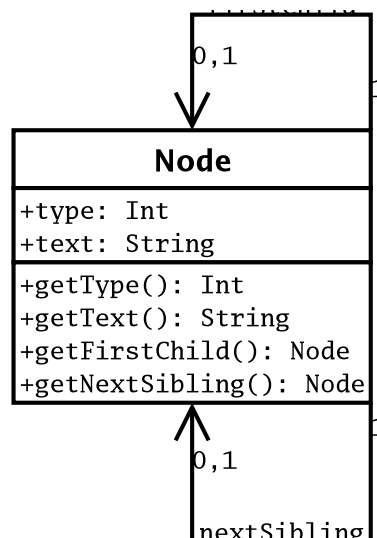 0,1
Node
+type: Int
+text: String
+getType(): Int
+getText(): String
+getFirstChild(): Node
+getNextSibling(): Node
0,1
nextSibling